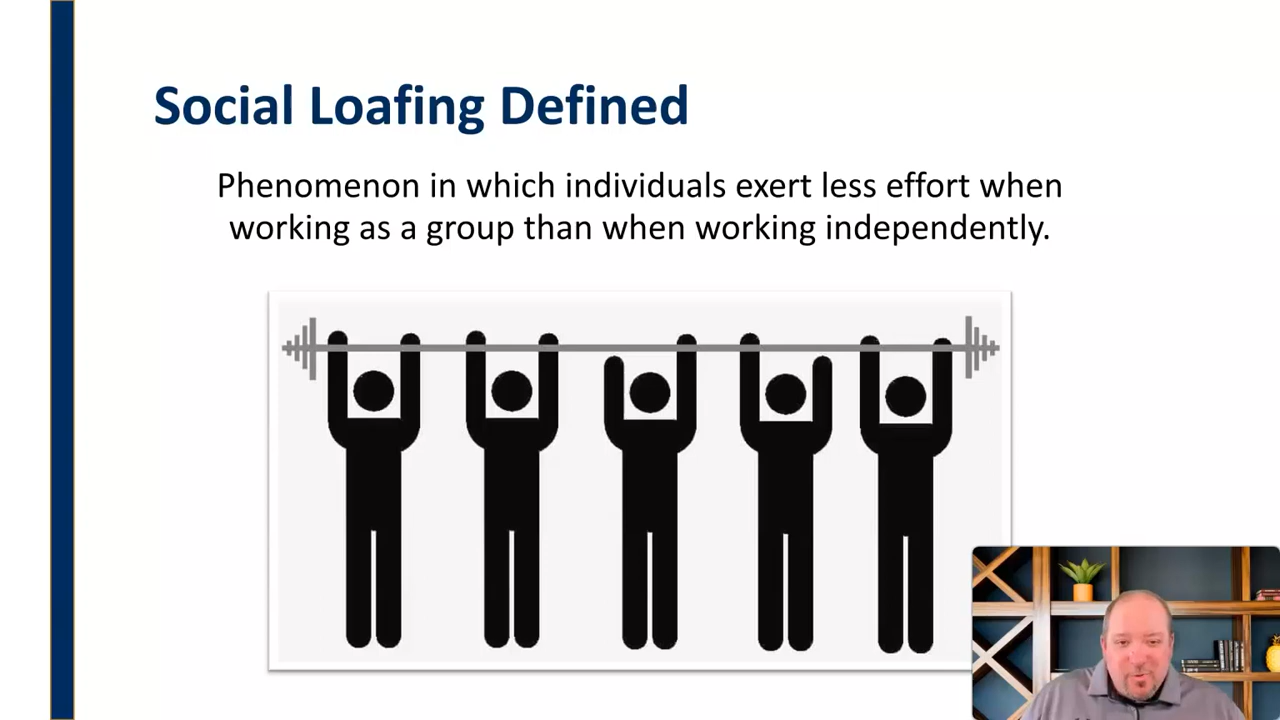 Social Loafing Defined
Phenomenon in which individuals exert less effort when
working as a group than when working independently.